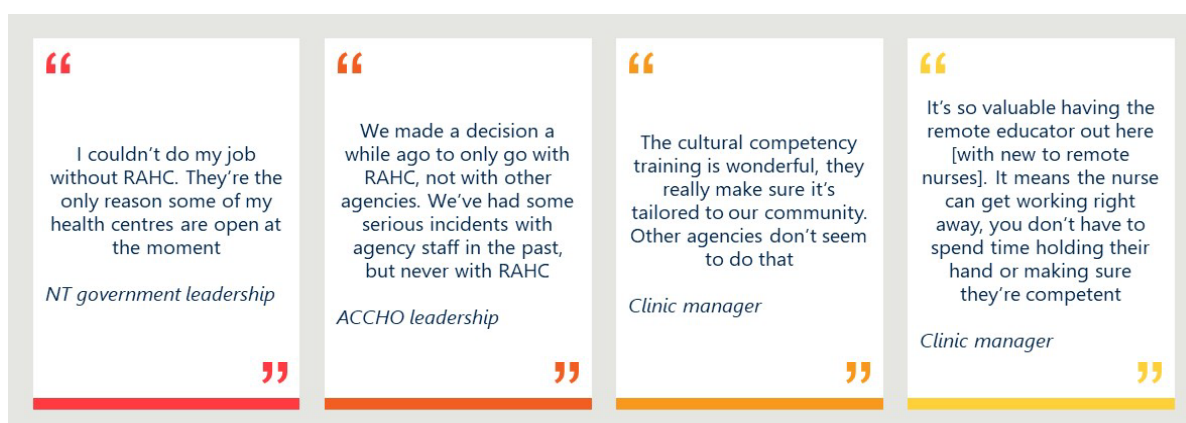 “
I couldn’t do my job
without RAHC. They’re the
only reason some of my
health centres are open at
the moment
NT government leadership
”
“
We made a decision a
while ago to only go with
RAHC, not with other
agencies. We’ve had some
serious incidents with
agency staff in the past,
but never with RAHC
ACCHO leadership
”
“
The cultural competency
training is wonderful, they
really make sure it’s
tailored to our community.
Other agencies don’t seem
to do that
Clinic manager
”
“
It’s so valuable having the
remote educator out here
[with new to remote
nurses]. It means the nurse
can get working right
away, you don’t have to
spend time holding their
hand or making sure
they’re competent
Clinic manager
”